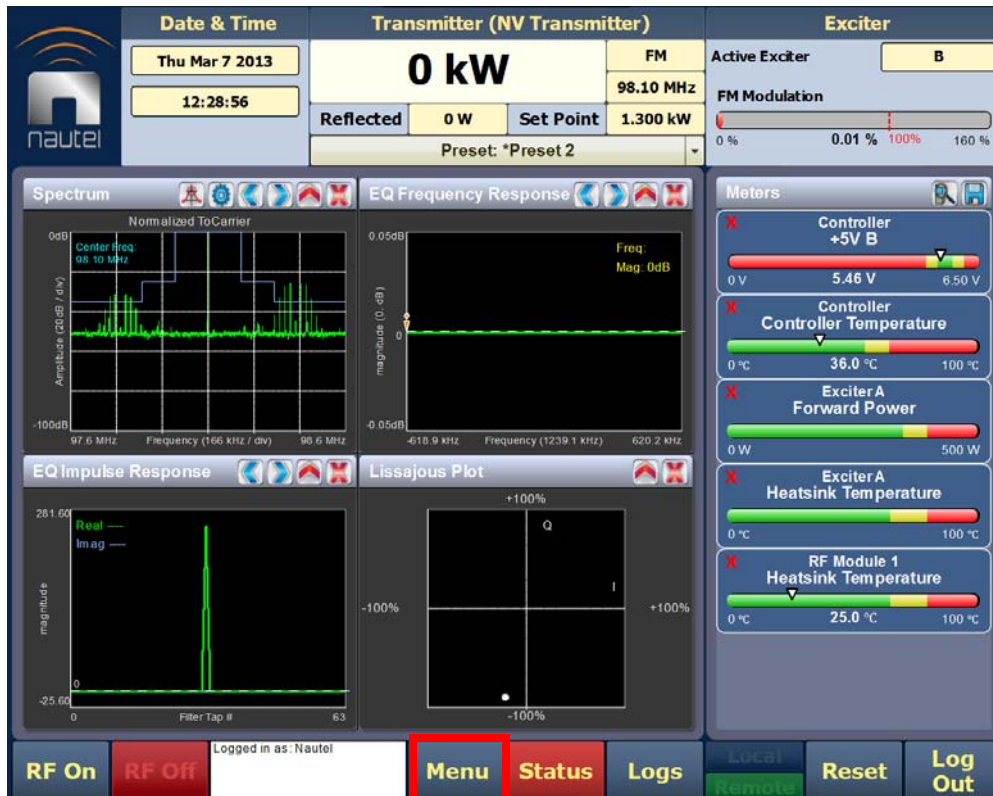 Date & Time
Thu Mar 7 2013
12:28:56
nautel
Transmitter (NV Transmitter)
0 kW
FM
98.10 MHz
Reflected 0 W Set Point 1.300 kW
Preset: *Preset 2
Exciter
Active Exciter B
FM Modulation
0 % 0.01 % 100% 160 %
Spectrum
Normalized ToCarrier
0dB
Center Freq:
98.10 MHz
Amplitude (20 dB / div)
-100dB
97.6 MHz Frequency (166 kHz / div) 98.6 MHz
EQ Frequency Response
0.05dB
Freq:
Mag: 0dB
magnitude (0. dB)
0
-0.05dB
-618.9 kHz Frequency (1239.1 kHz) 620.2 kHz
EQ Impulse Response
281.60
Real ----
Imag ----
magnitude
0
-25.60
0 Filter Tap # 63
Lissajous Plot
+100%
Q
I
-100% +100%
-100%
Meters
X Controller
+5V B
0 V 5.46 V 6.50 V
X Controller
Controller Temperature
0 °C 36.0 °C 100 °C
X Exciter A
Forward Power
0 W 500 W
X Exciter A
Heatsink Temperature
0 °C 100 °C
X RF Module 1
Heatsink Temperature
0 °C 25.0 °C 100 °C
RF On
RF Off
Logged in as: Nautel
Menu
Status
Logs
Local
Remote
Reset
Log
Out